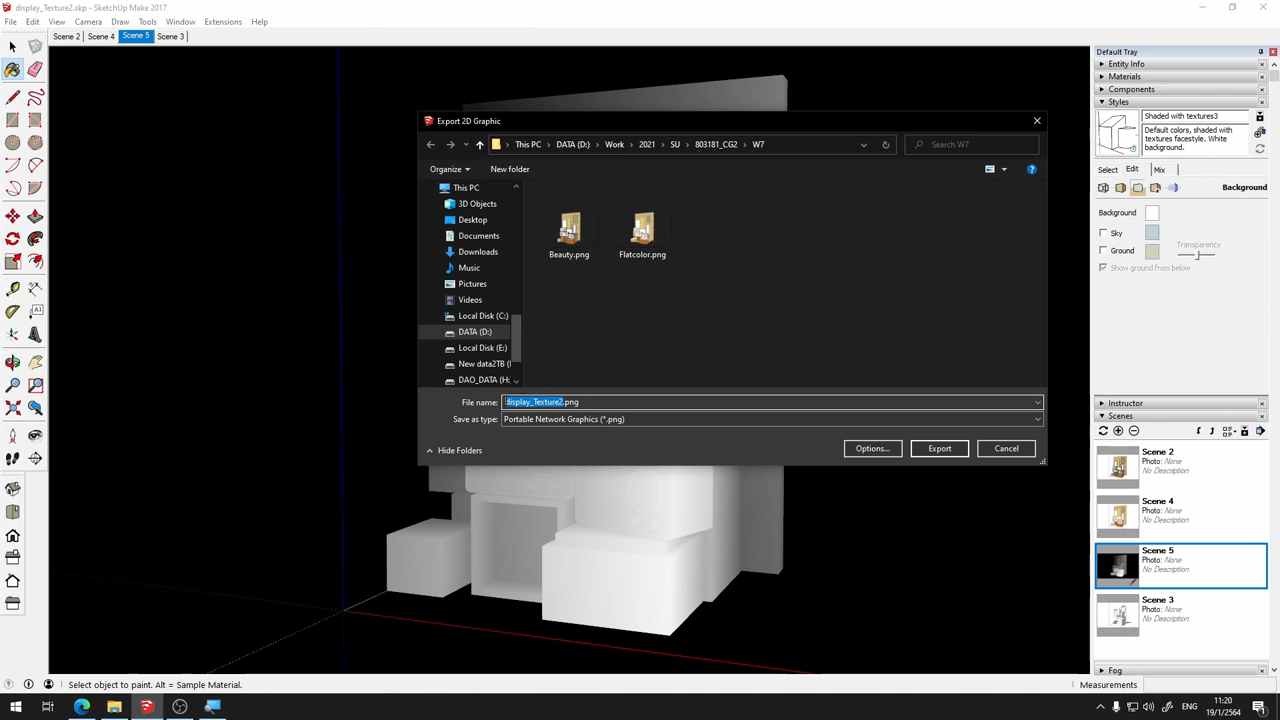 display_Texture2.skp - SketchUp Make 2017
File Edit View Camera Draw Tools Window Extensions Help
Scene 2 Scene 4 Scene 5 Scene 3
Default Tray
Entity Info
Materials
Components
Styles
Shaded with textures3
Default colors, shaded
with textures facestyle. White
background.
Select Edit Mix
Background
Background
Sky
Ground
Transparency
Show ground from below
Export 2D Graphic
This PC DATA (D:) Work 2021 SU 803181_CG2 W7
Search W7
Organize New folder
This PC
3D Objects
Desktop
Documents
Downloads
Music
Pictures
Videos
Local Disk (C:)
DATA (D:)
Local Disk (E:)
New data2TB (
DAO_DATA (H:
Beauty.png
Flatcolor.png
File name: display_Texture2.png
Save as type: Portable Network Graphics (*.png)
Hide Folders
Options... Export Cancel
Instructor
Scenes
Scene 2
Photo: None
No Description
Scene 4
Photo: None
No Description
Scene 5
Photo: None
No Description
Scene 3
Photo: None
No Description
Fog
Select object to paint. Alt = Sample Material.
Measurements
ENG
11:20
19/1/2564